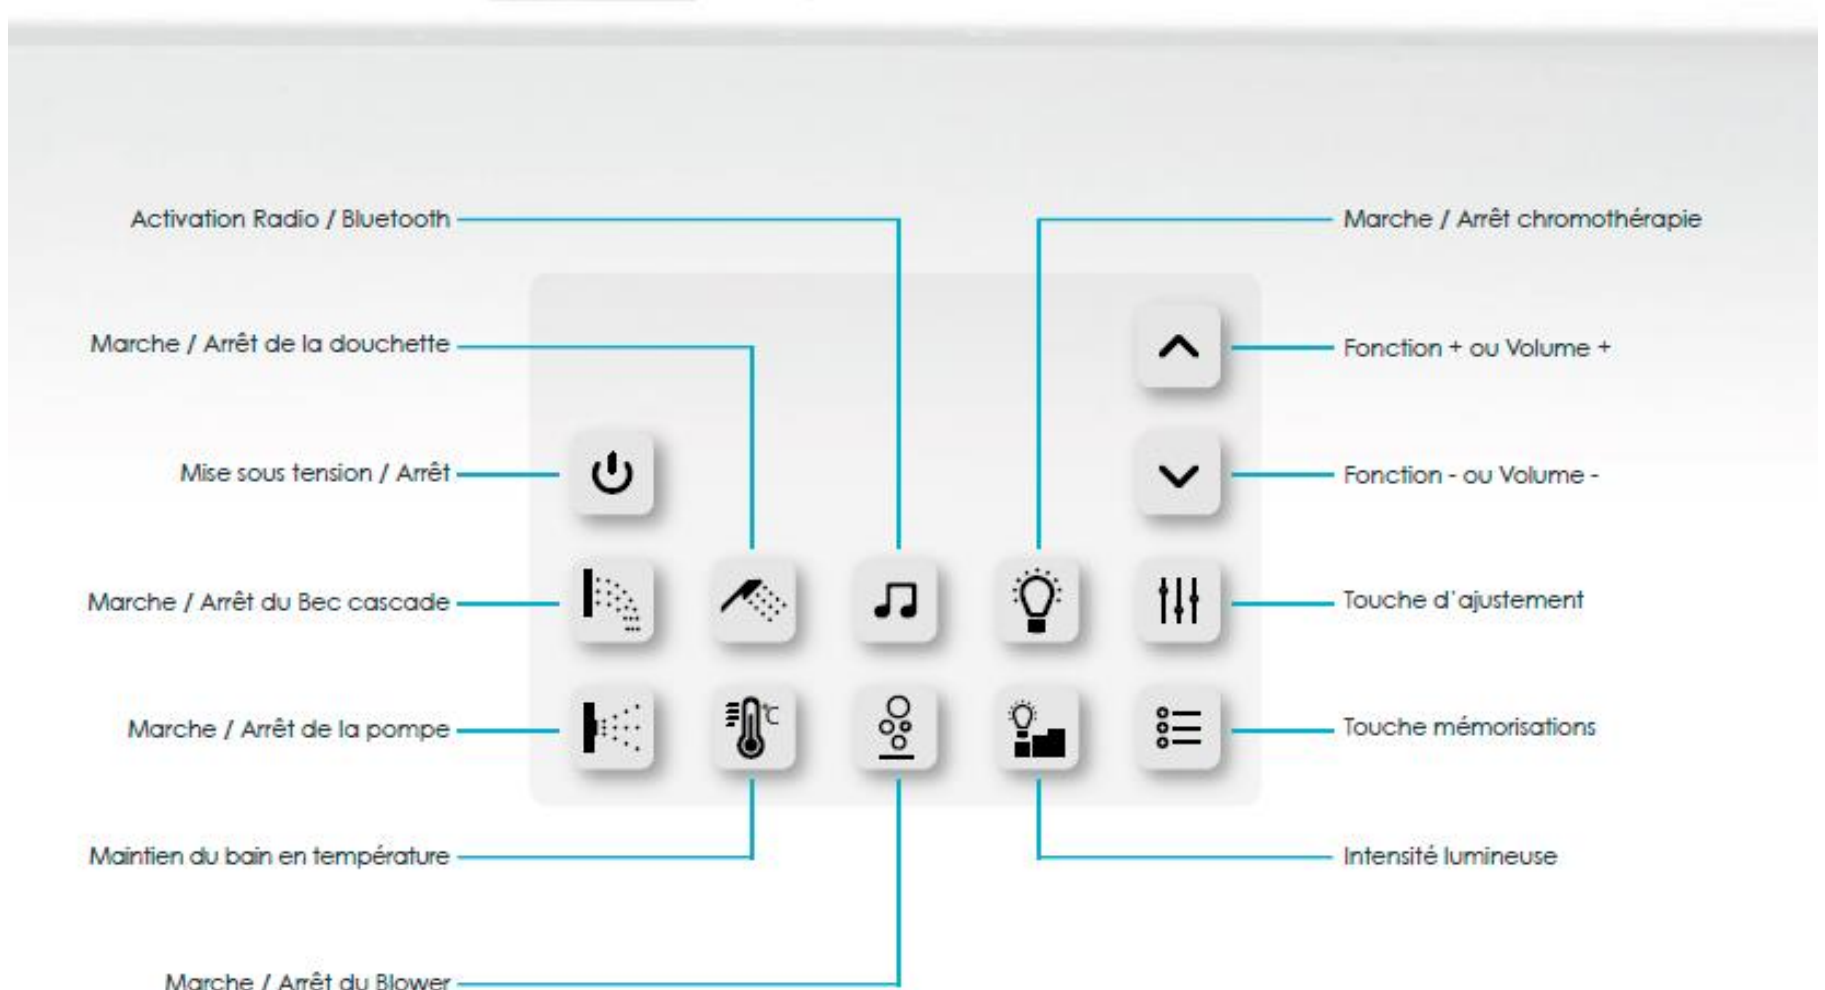 Activation Radio / Bluetooth
Marche / Arrêt chromothérapie
Marche / Arrêt de la douchette
Fonction + ou Volume +
Mise sous tension / Arrêt
Fonction - ou Volume -
Marche / Arrêt du Bec cascade
Touche d'ajustement
Marche / Arrêt de la pompe
°C
Touche mémorisations
Maintien du bain en température
Intensité lumineuse
Marche / Arrêt du Blower